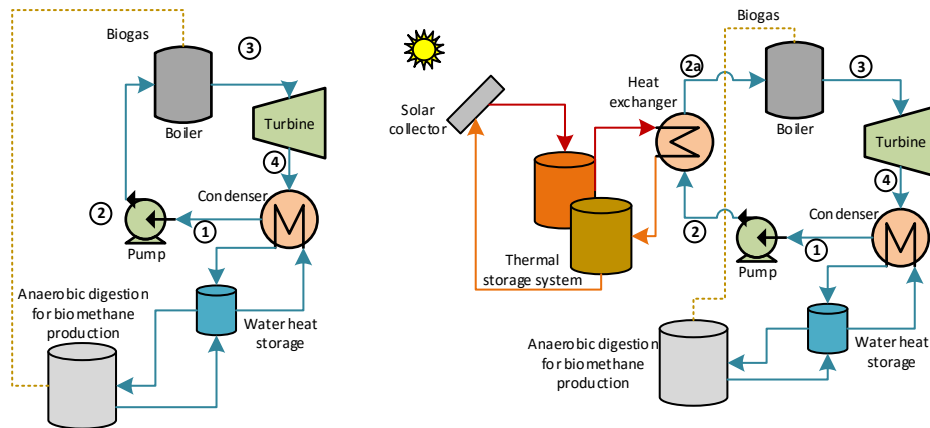 Biogas
3
Boiler
Turbine
4
Condenser
2
1
Pump
Anaerobic digestion
for biomethane
production
Water heat
storage
Biogas
2a
3
Heat
exchanger
Solar
collector
Boiler
Turbine
4
Condenser
2
1
Pump
Thermal
storage system
Anaerobic digestion
for biomethane
production
Water heat
storage